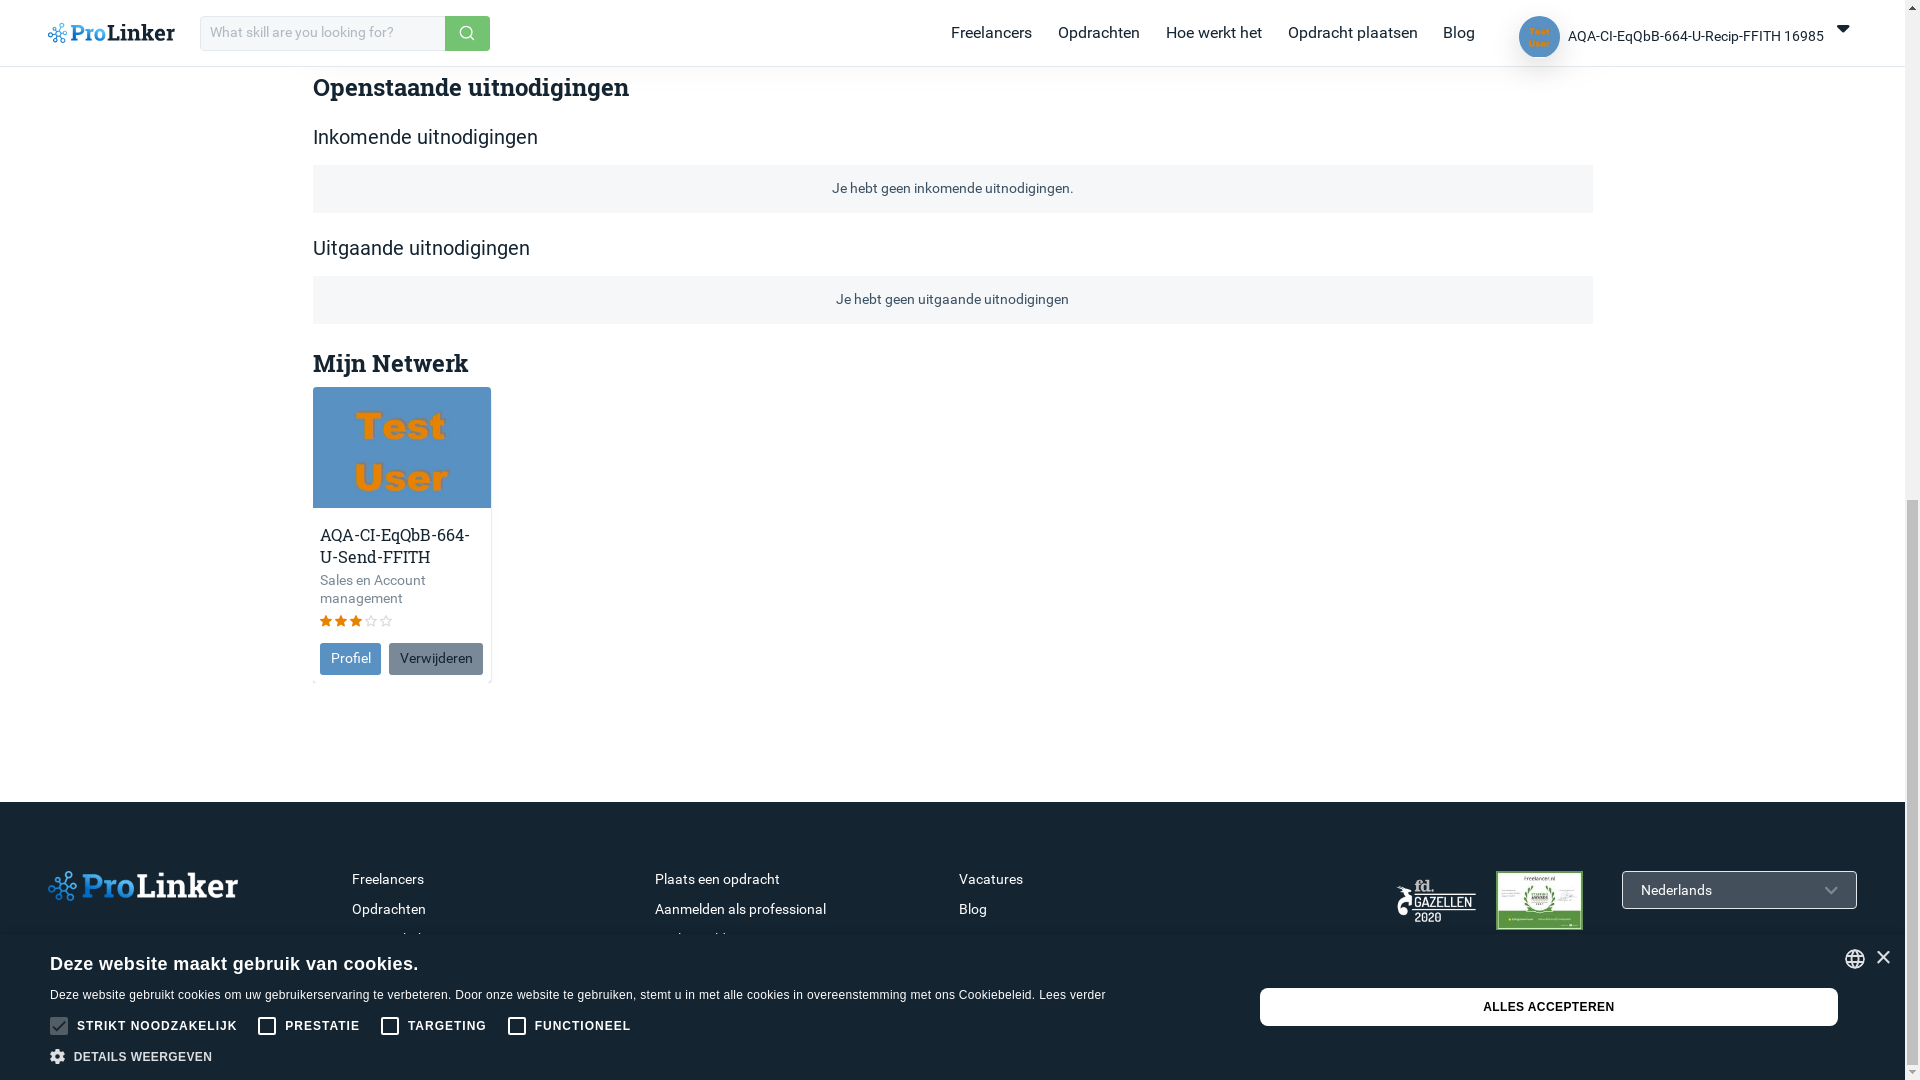 ProLinker
What skill are you looking for?
Freelancers
Opdrachten
Hoe werkt het
Opdracht plaatsen
Blog
Test User
AQA-CI-EqQbB-664-U-Recip-FFITH 16985
Openstaande uitnodigingen
Inkomende uitnodigingen
Je hebt geen inkomende uitnodigingen.
Uitgaande uitnodigingen
Je hebt geen uitgaande uitnodigingen
Mijn Netwerk
Test
User
AQA-CI-EqQbB-664-
U-Send-FFITH
Sales en Account
management
Profiel
Verwijderen
ProLinker
Freelancers
Plaats een opdracht
Vacatures
fd.
GAZELLEN
2020
Freelancer.nl
Nederlands
Opdrachten
Aanmelden als professional
Blog
Deze website maakt gebruik van cookies.
Deze website gebruikt cookies om uw gebruikerservaring te verbeteren. Door onze website te gebruiken, stemt u in met alle cookies in overeenstemming met ons Cookiebeleid. Lees verder
ALLES ACCEPTEREN
STRIKT NOODZAKELIJK
PRESTATIE
TARGETING
FUNCTIONEEL
DETAILS WEERGEVEN